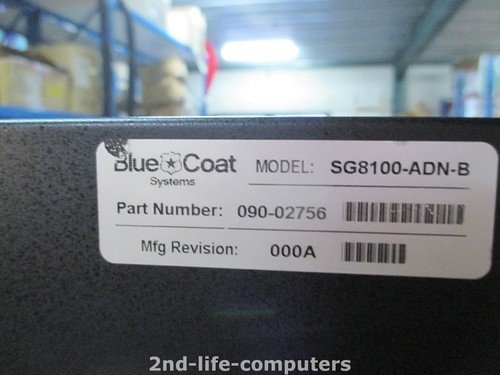 Blue Coat MODEL: SG8100-ADN-B
Systems
Part Number: 090-02756
Mfg Revision: 000A
2nd-life-computers